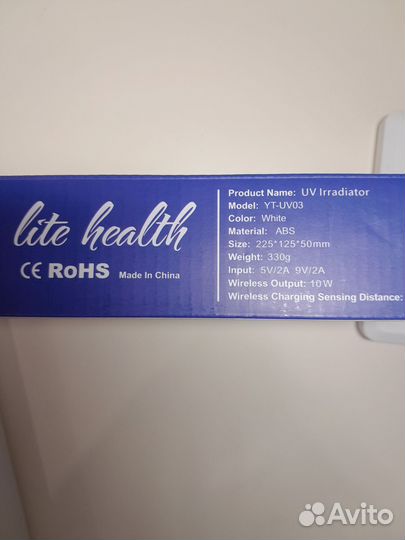 lite health
CE RoHS Made In China
Product Name: UV Irradiator
Model: YT-UV03
Color: White
Material: ABS
Size: 225*125*50mm
Weight: 330g
Input: 5V/2A 9V/2A
Wireless Output: 10W
Wireless Charging Sensing Distance:
Avito